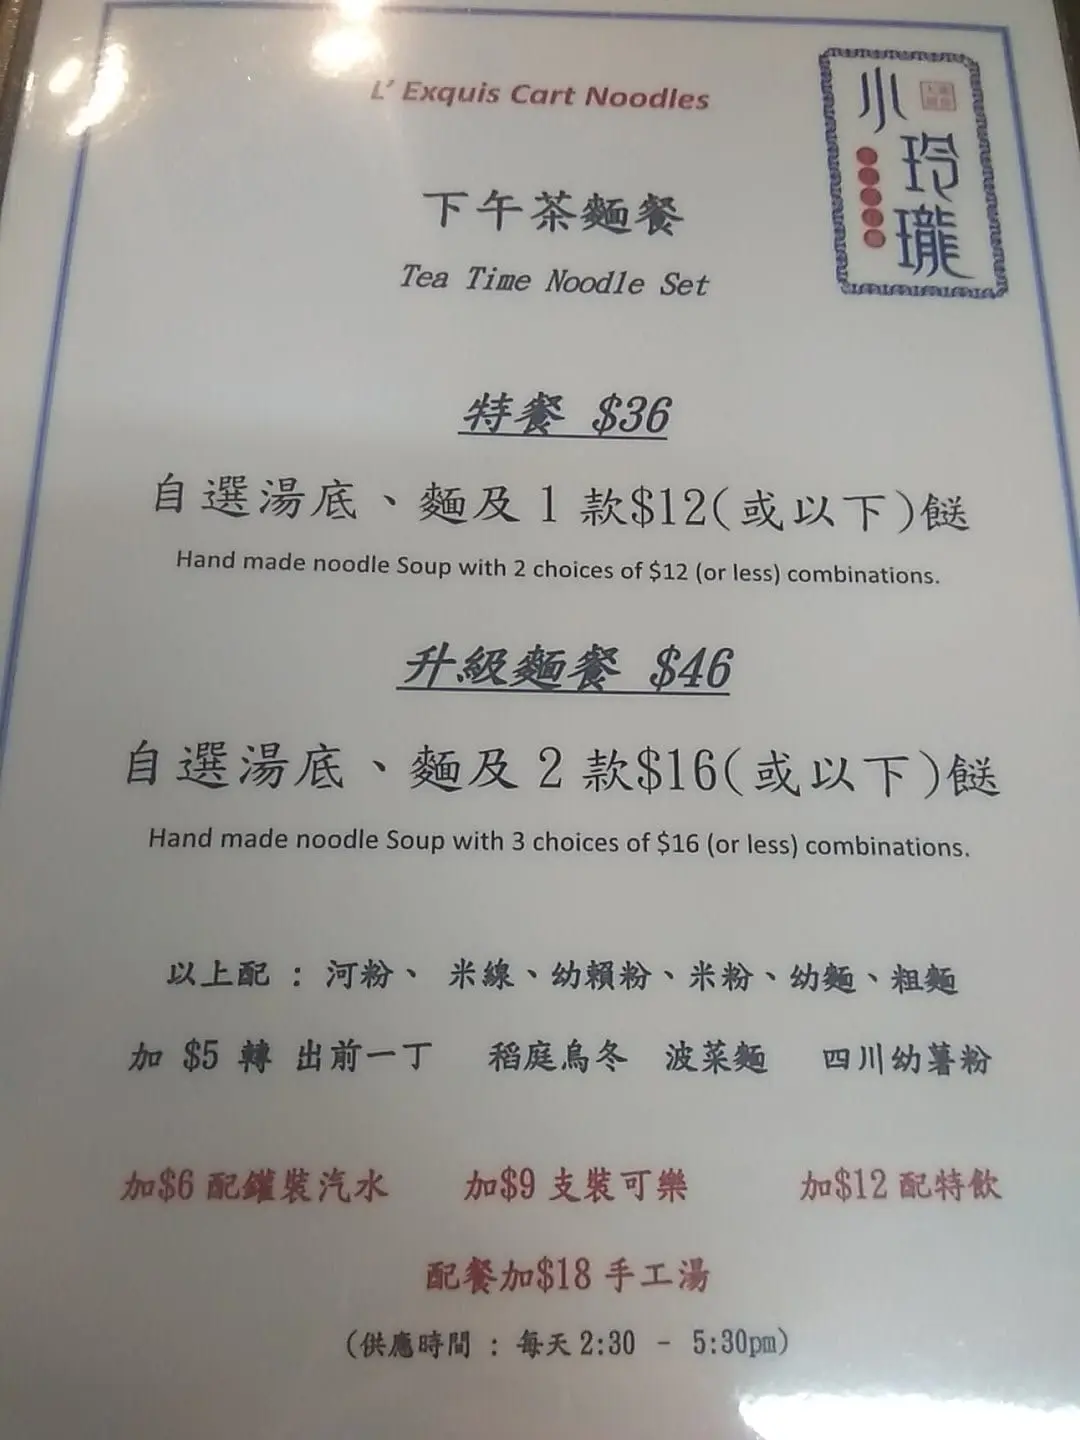 L' Exquis Cart Noodles
小
玲
瓏
下午茶麵餐
Tea Time Noodle Set
特餐 $36
自選湯底、麵及1款$12(或以下)餸
Hand made noodle Soup with 2 choices of $12 (or less) combinations.
升級麵餐 $46
自選湯底、麵及2款$16(或以下)餸
Hand made noodle Soup with 3 choices of $16 (or less) combinations.
以上配 : 河粉、 米線、幼賴粉、米粉、幼麵、粗麵
加 $5 轉 出前一丁 稻庭烏冬 波菜麵 四川幼薯粉
加$6 配罐裝汽水 加$9 支裝可樂 加$12 配特飲
配餐加$18 手工湯
(供應時間 : 每天 2:30 - 5:30pm)